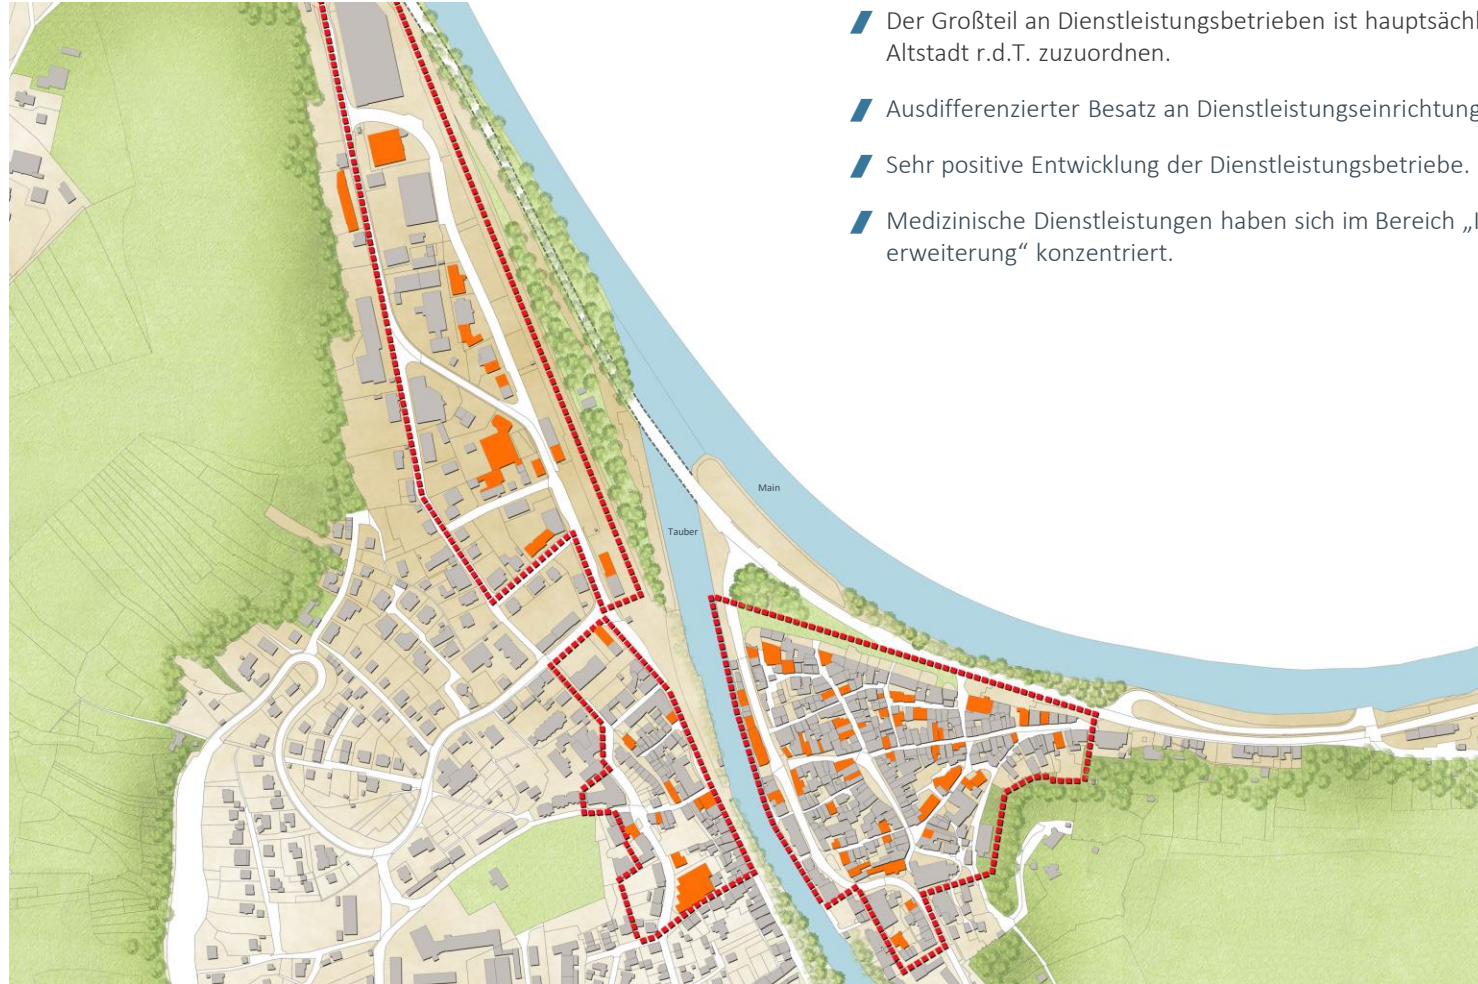 Der Großteil an Dienstleistungsbetrieben ist hauptsächl
Altstadt r.d.T. zuzuordnen.
Ausdifferenzierter Besatz an Dienstleistungseinrichtung
Sehr positive Entwicklung der Dienstleistungsbetriebe.
Medizinische Dienstleistungen haben sich im Bereich „I
erweiterung“ konzentriert.
Main
Tauber